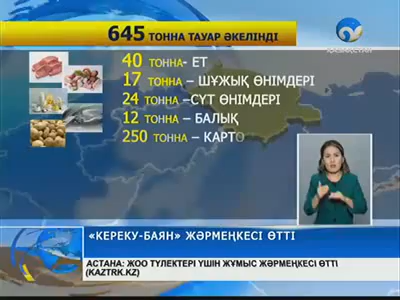 645 ТОННА ТАУАР ӘКЕЛІНДІ
ҚАЗАҚСТАН
40 ТОННА- ЕТ
17 ТОННА – ШҰЖЫҚ ӨНІМДЕРІ
24 ТОННА –СҮТ ӨНІМДЕРІ
12 ТОННА – БАЛЫҚ
250 ТОННА – КАРТО
«КЕРЕКУ-БАЯН» ЖӘРМЕҢКЕСІ ӨТТІ
АСТАНА: ЖОО ТҮЛЕКТЕРІ ҮШІН ЖҰМЫС ЖӘРМЕҢКЕСІ ӨТТІ
(KAZTRK.KZ)